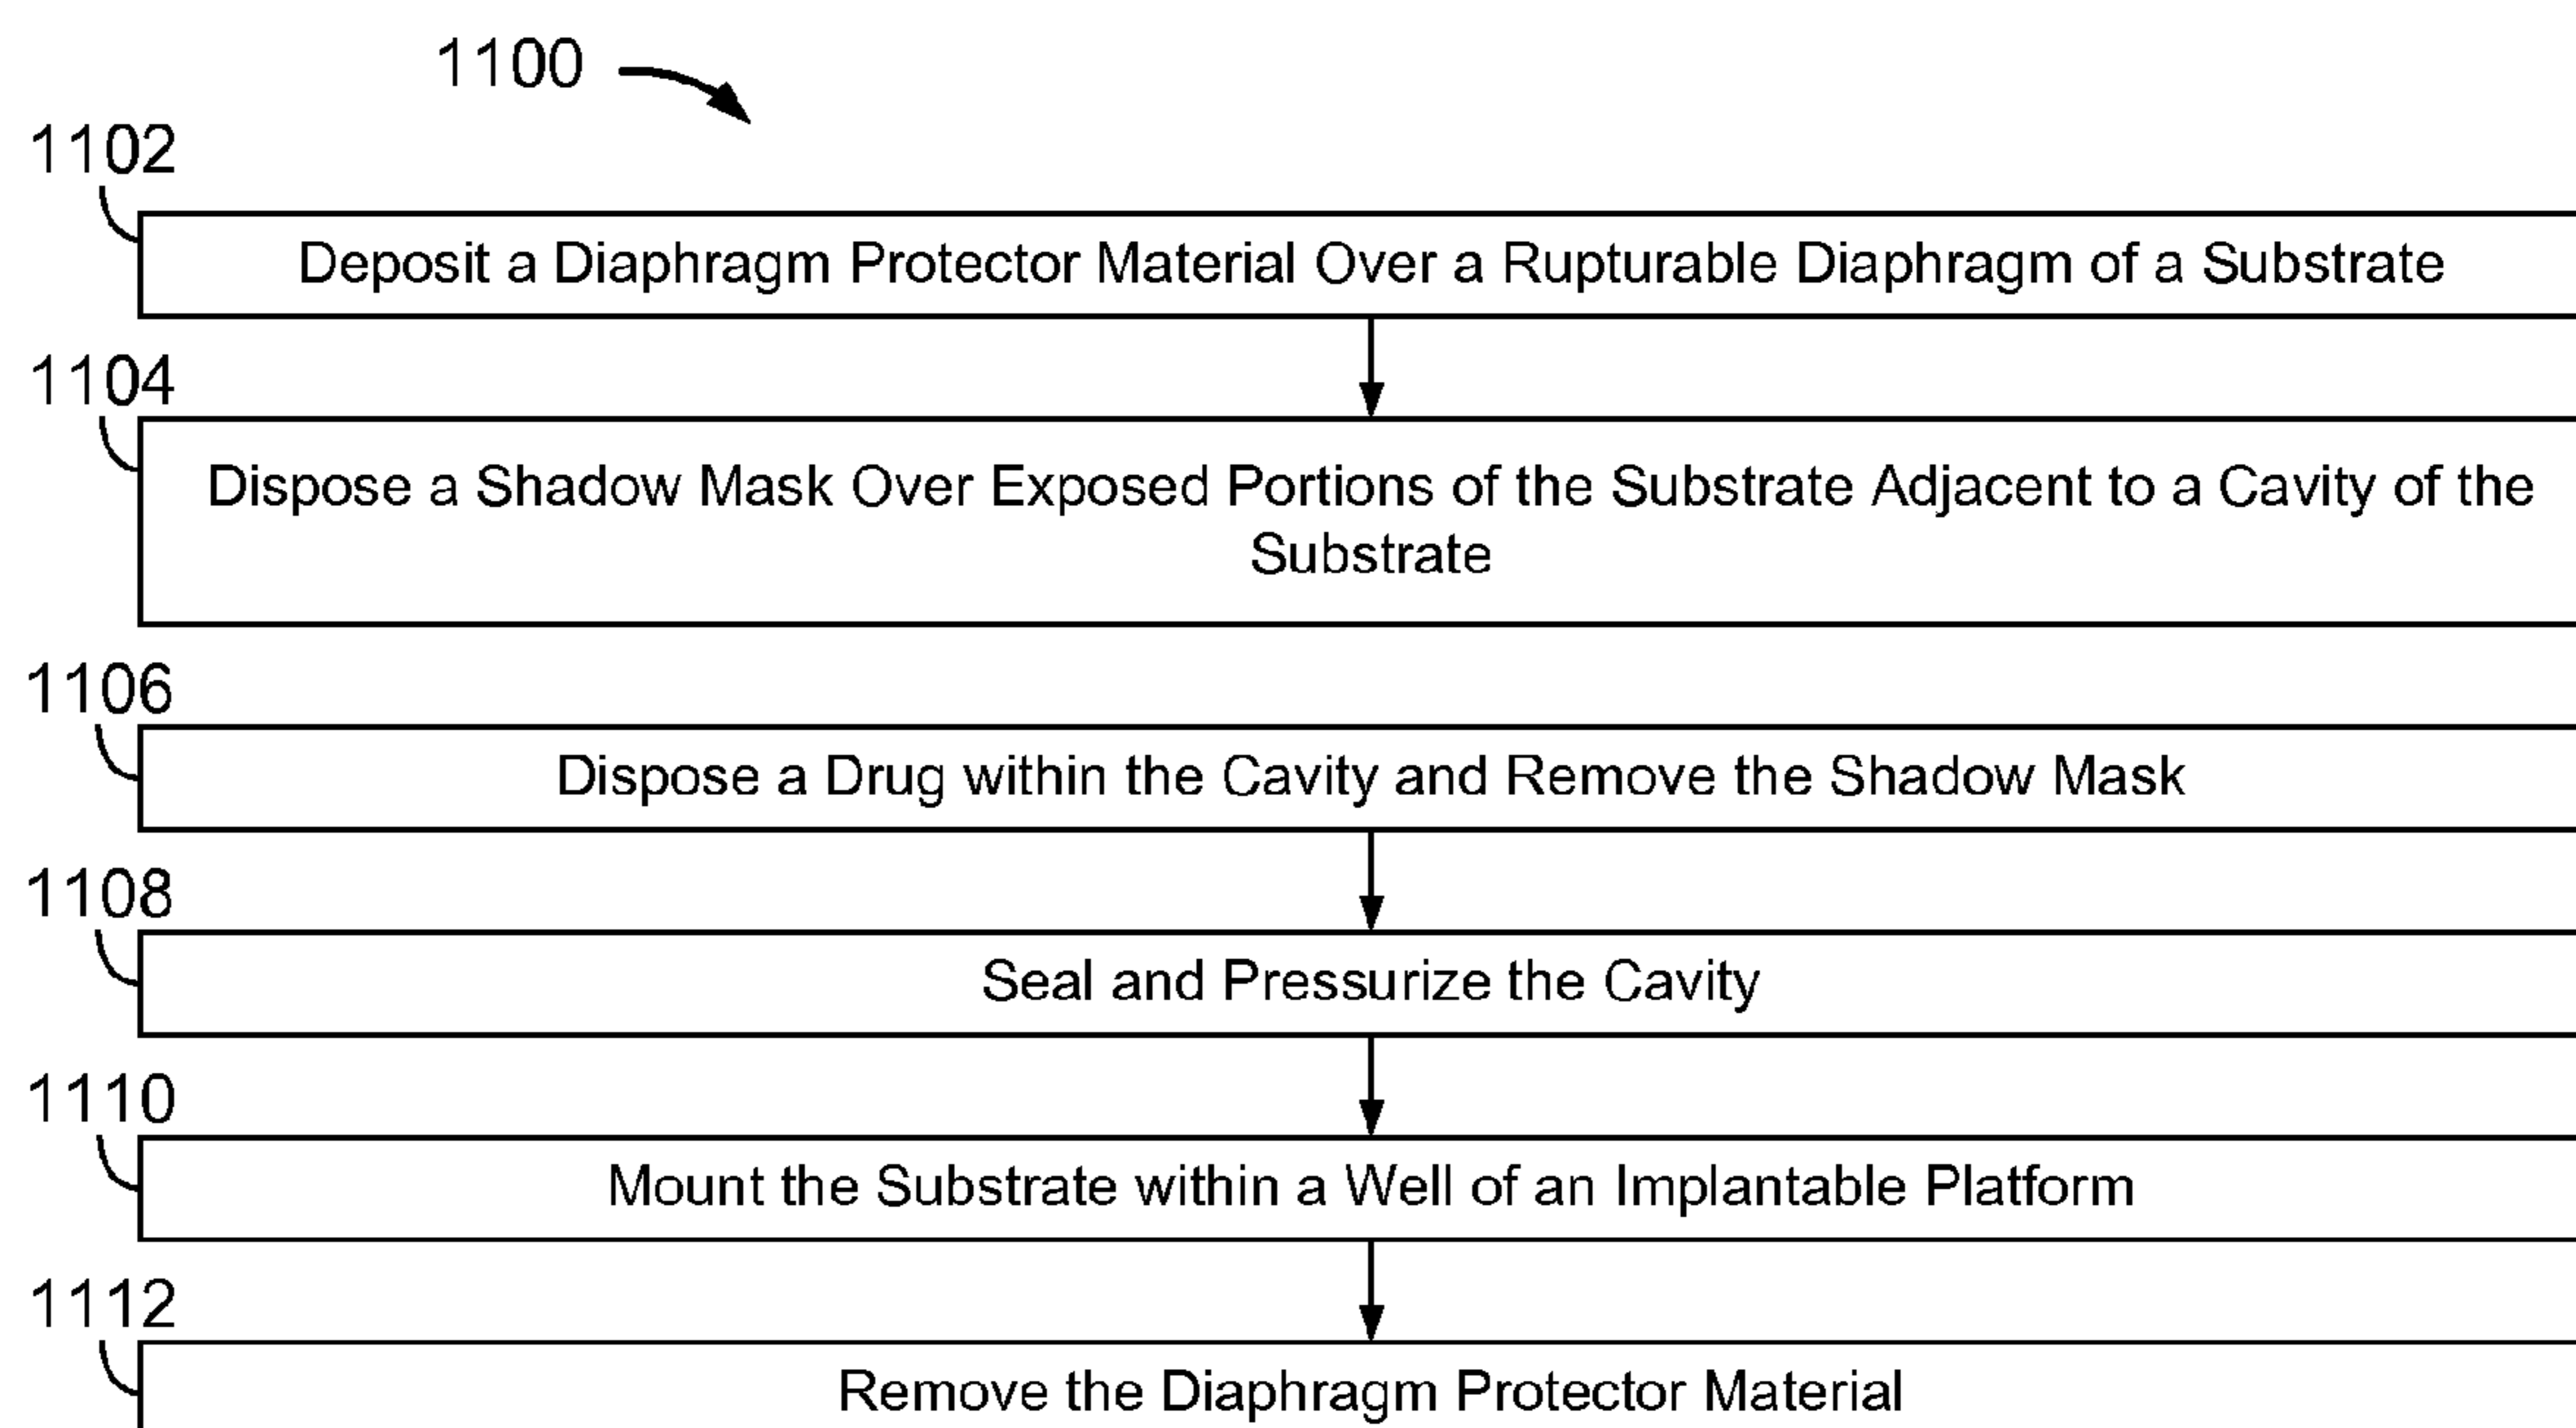 1100
1102
Deposit a Diaphragm Protector Material Over a Rupturable Diaphragm of a Substrate
1104
Dispose a Shadow Mask Over Exposed Portions of the Substrate Adjacent to a Cavity of the
Substrate
1106
Dispose a Drug within the Cavity and Remove the Shadow Mask
1108
Seal and Pressurize the Cavity
1110
Mount the Substrate within a Well of an Implantable Platform
1112
Remove the Diaphragm Protector Material